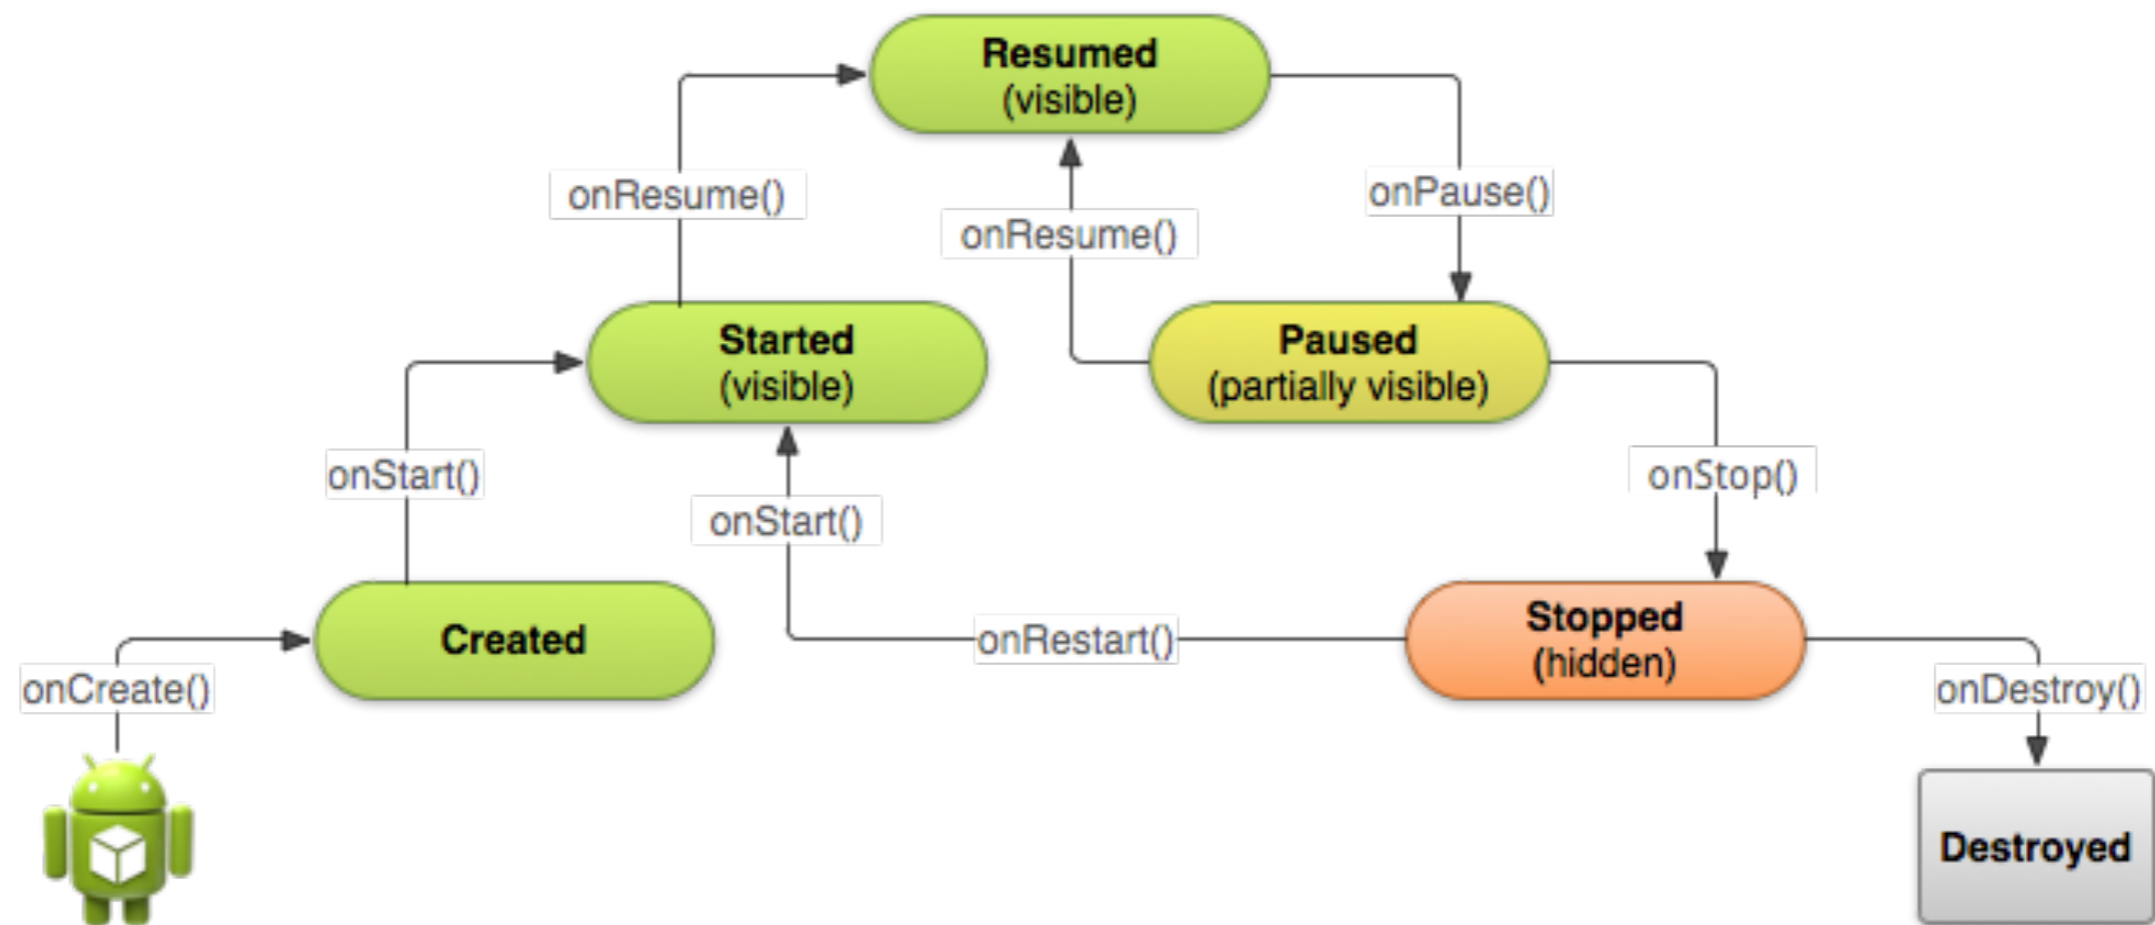 Resumed
(visible)
onResume()
onPause()
onResume()
Started
(visible)
Paused
(partially visible)
onStart()
onStop()
onStart()
Created
onRestart()
Stopped
(hidden)
onCreate()
onDestroy()
Destroyed